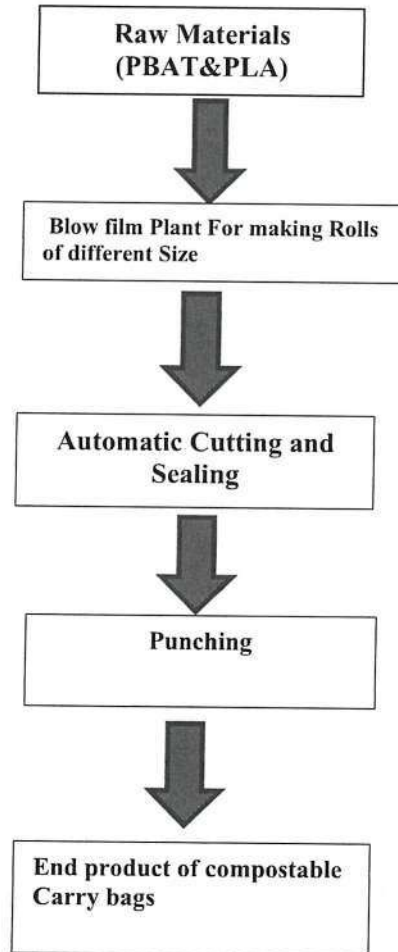 Raw Materials
(PBAT&PLA)
Blow film Plant For making Rolls
of different Size
Automatic Cutting and
Sealing
Punching
End product of compostable
Carry bags